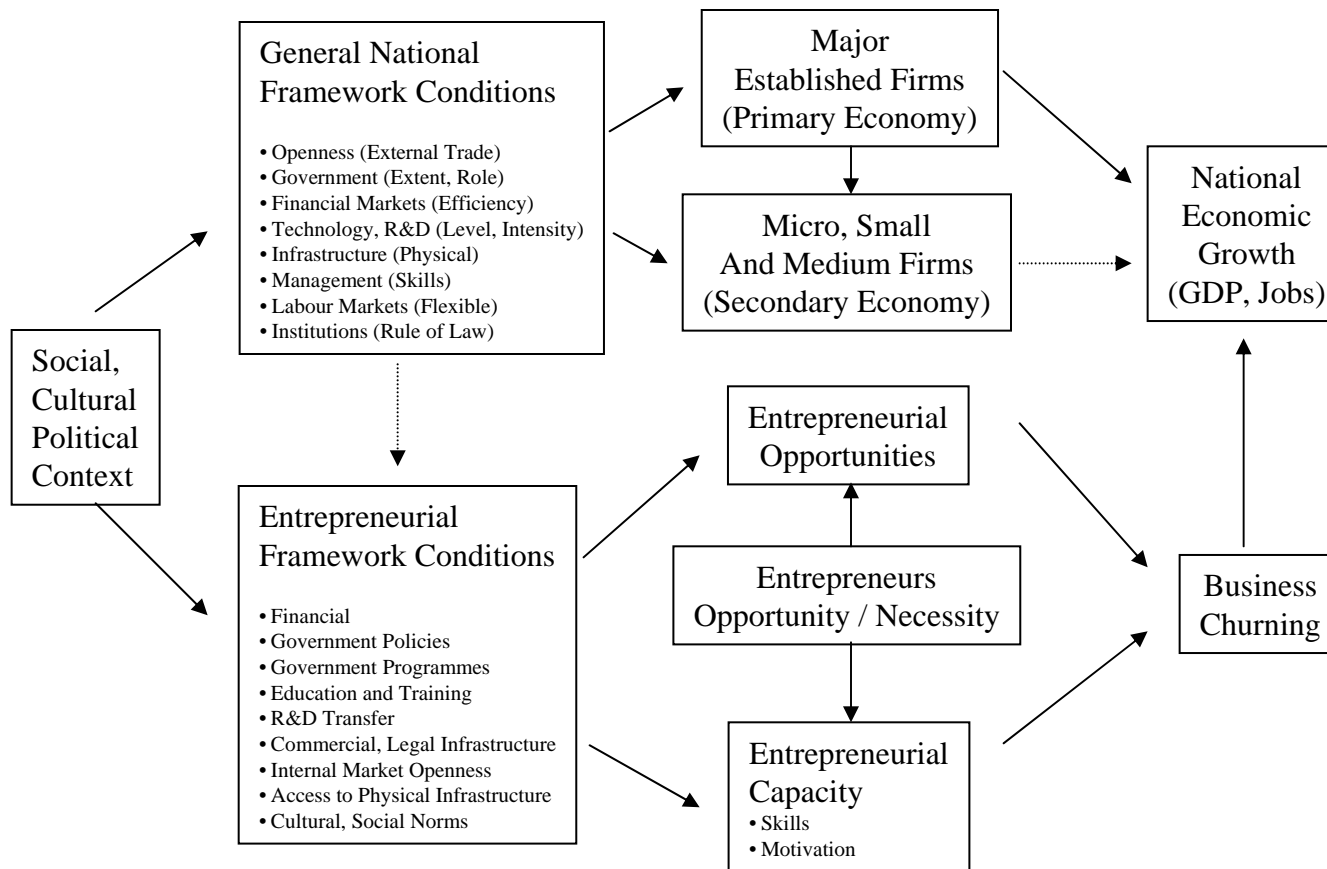 General National
Framework Conditions
• Openness (External Trade)
• Government (Extent, Role)
• Financial Markets (Efficiency)
• Technology, R&D (Level, Intensity)
• Infrastructure (Physical)
• Management (Skills)
• Labour Markets (Flexible)
• Institutions (Rule of Law)
Major
Established Firms
(Primary Economy)
Micro, Small
And Medium Firms
(Secondary Economy)
National
Economic
Growth
(GDP, Jobs)
Social,
Cultural
Political
Context
Entrepreneurial
Framework Conditions
• Financial
• Government Policies
• Government Programmes
• Education and Training
• R&D Transfer
• Commercial, Legal Infrastructure
• Internal Market Openness
• Access to Physical Infrastructure
• Cultural, Social Norms
Entrepreneurial
Opportunities
Entrepreneurs
Opportunity / Necessity
Entrepreneurial
Capacity
• Skills
• Motivation
Business
Churning